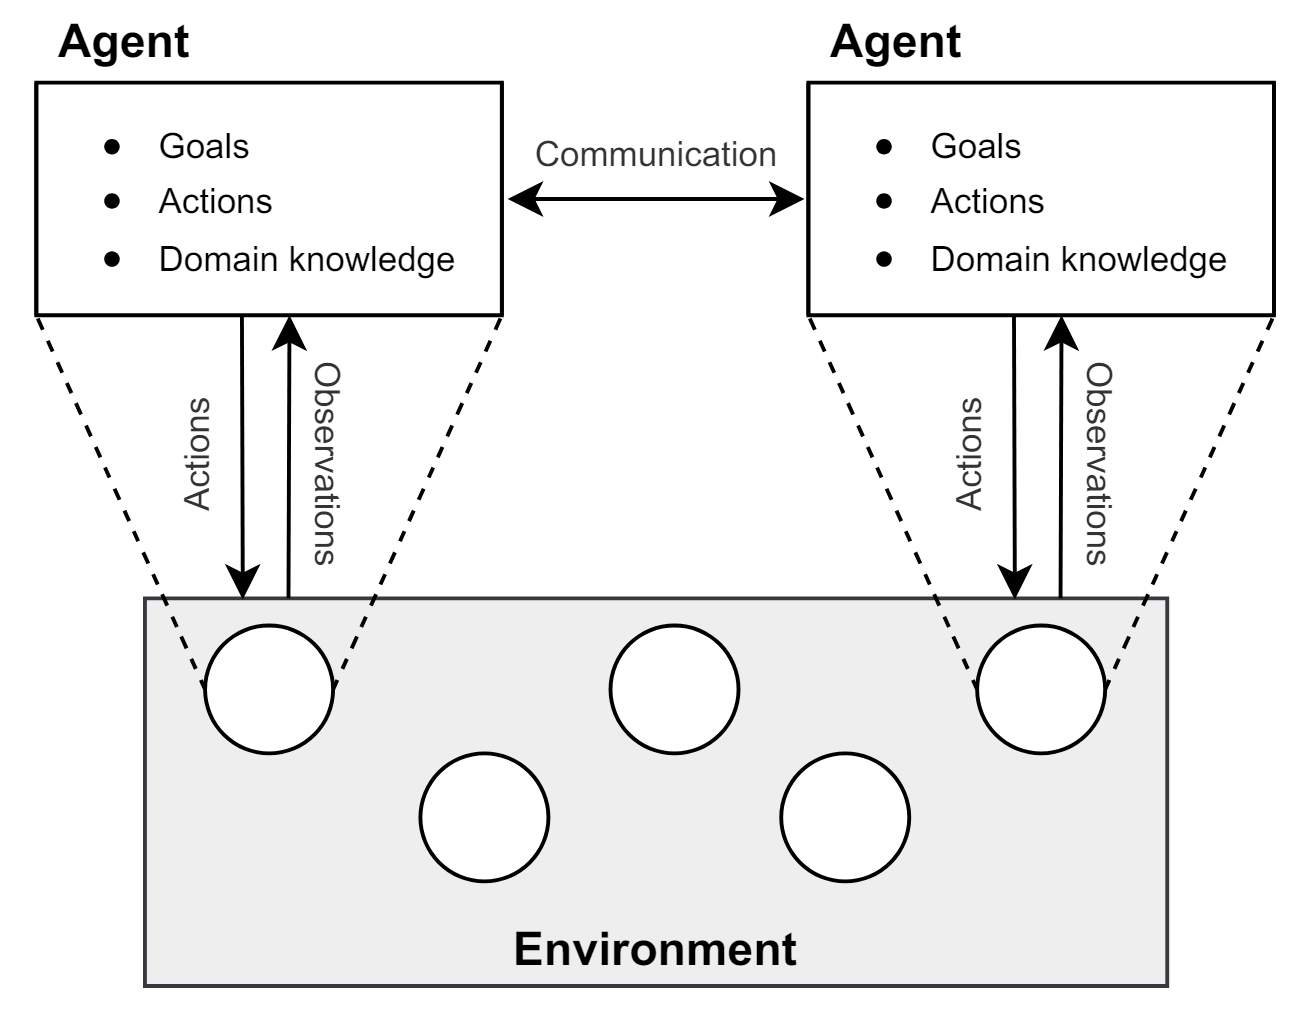 Agent
Goals
Actions
Domain knowledge
Communication
Agent
Goals
Actions
Domain knowledge
Actions
Observations
Actions
Observations
Environment